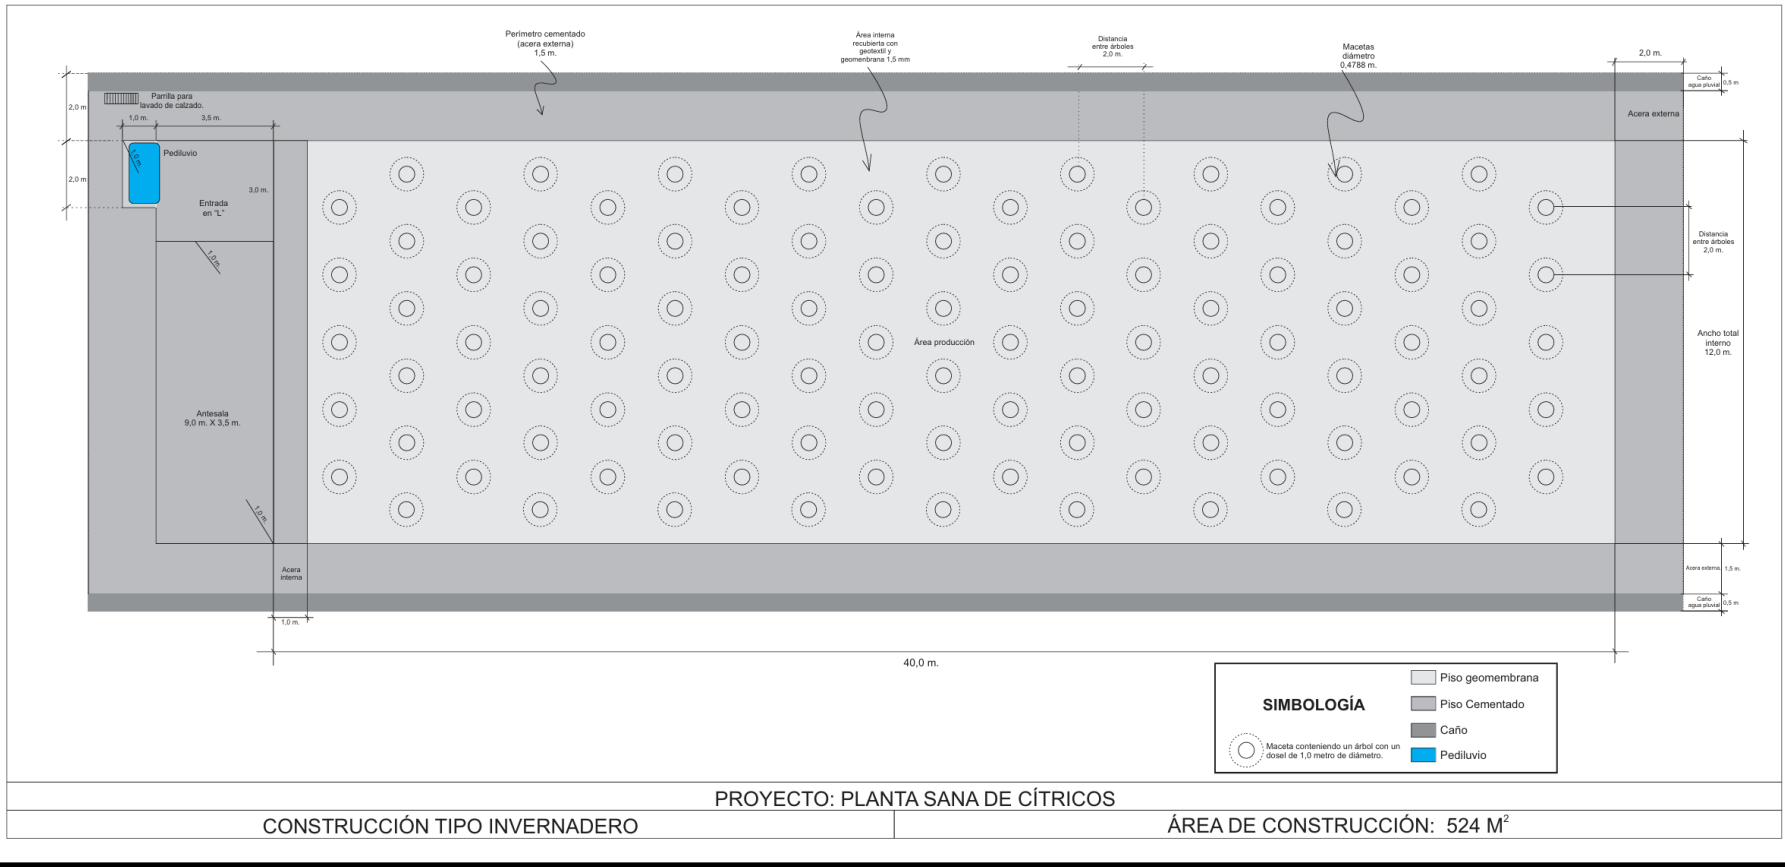 Perimetro cementado
(acera externa)
1,5 m.
Área interna
recubierta con
geotextil y
geomembrana 1,5 mm
Distancia
entre árboles
2,0 m.
Macetas
diámetro
0,4788 m.
2,0 m.
Caño
agua pluvial
0,5 m
Parrilla para
lavado de calzado.
2,0 m
Acera externa
1,0 m.
3,5 m.
Pediluvio
1,0 m.
2,0 m
3,0 m.
Entrada
en "L"
1,0 m.
Distancia
entre árboles
2,0 m.
Área producción
Ancho total
interno
12,0 m.
Antesala
9,0 m. X 3,5 m.
1,0 m.
Acera
interna
Acera externa.
1,5 m.
Caño
agua pluvial
0,5 m
1,0 m.
40,0 m.
SIMBOLOGÍA
Maceta conteniendo un árbol con un
dosel de 1,0 metro de diámetro.
Piso geomembrana
Piso Cementado
Caño
Pediluvio
PROYECTO: PLANTA SANA DE CÍTRICOS
CONSTRUCCIÓN TIPO INVERNADERO
ÁREA DE CONSTRUCCIÓN: 524 M²